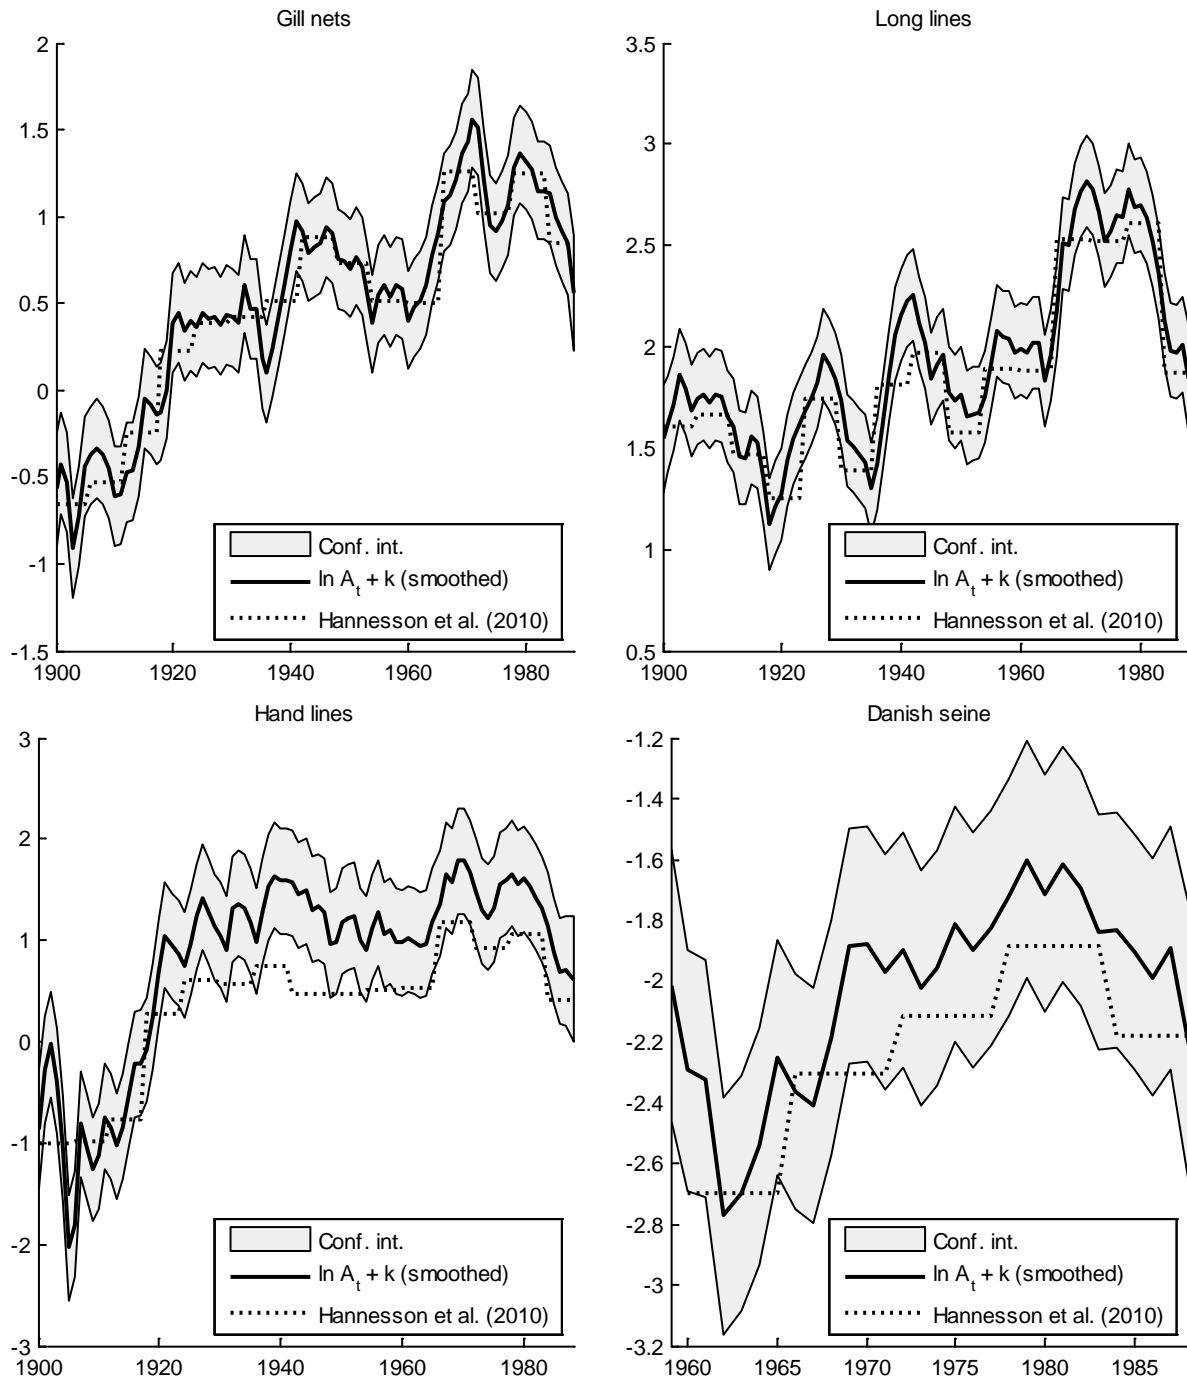 Gill nets
2
1.5
1
0.5
0
-0.5
-1
-1.5
1900 1920 1940 1960 1980
Conf. int.
ln A_t + k (smoothed)
Hannesson et al. (2010)
Long lines
3.5
3
2.5
2
1.5
1
0.5
1900 1920 1940 1960 1980
Conf. int.
ln A_t + k (smoothed)
Hannesson et al. (2010)
Hand lines
3
2
1
0
-1
-2
-3
1900 1920 1940 1960 1980
Conf. int.
ln A_t + k (smoothed)
Hannesson et al. (2010)
Danish seine
-1.2
-1.4
-1.6
-1.8
-2
-2.2
-2.4
-2.6
-2.8
-3
-3.2
1960 1965 1970 1975 1980 1985
Conf. int.
ln A_t + k (smoothed)
Hannesson et al. (2010)